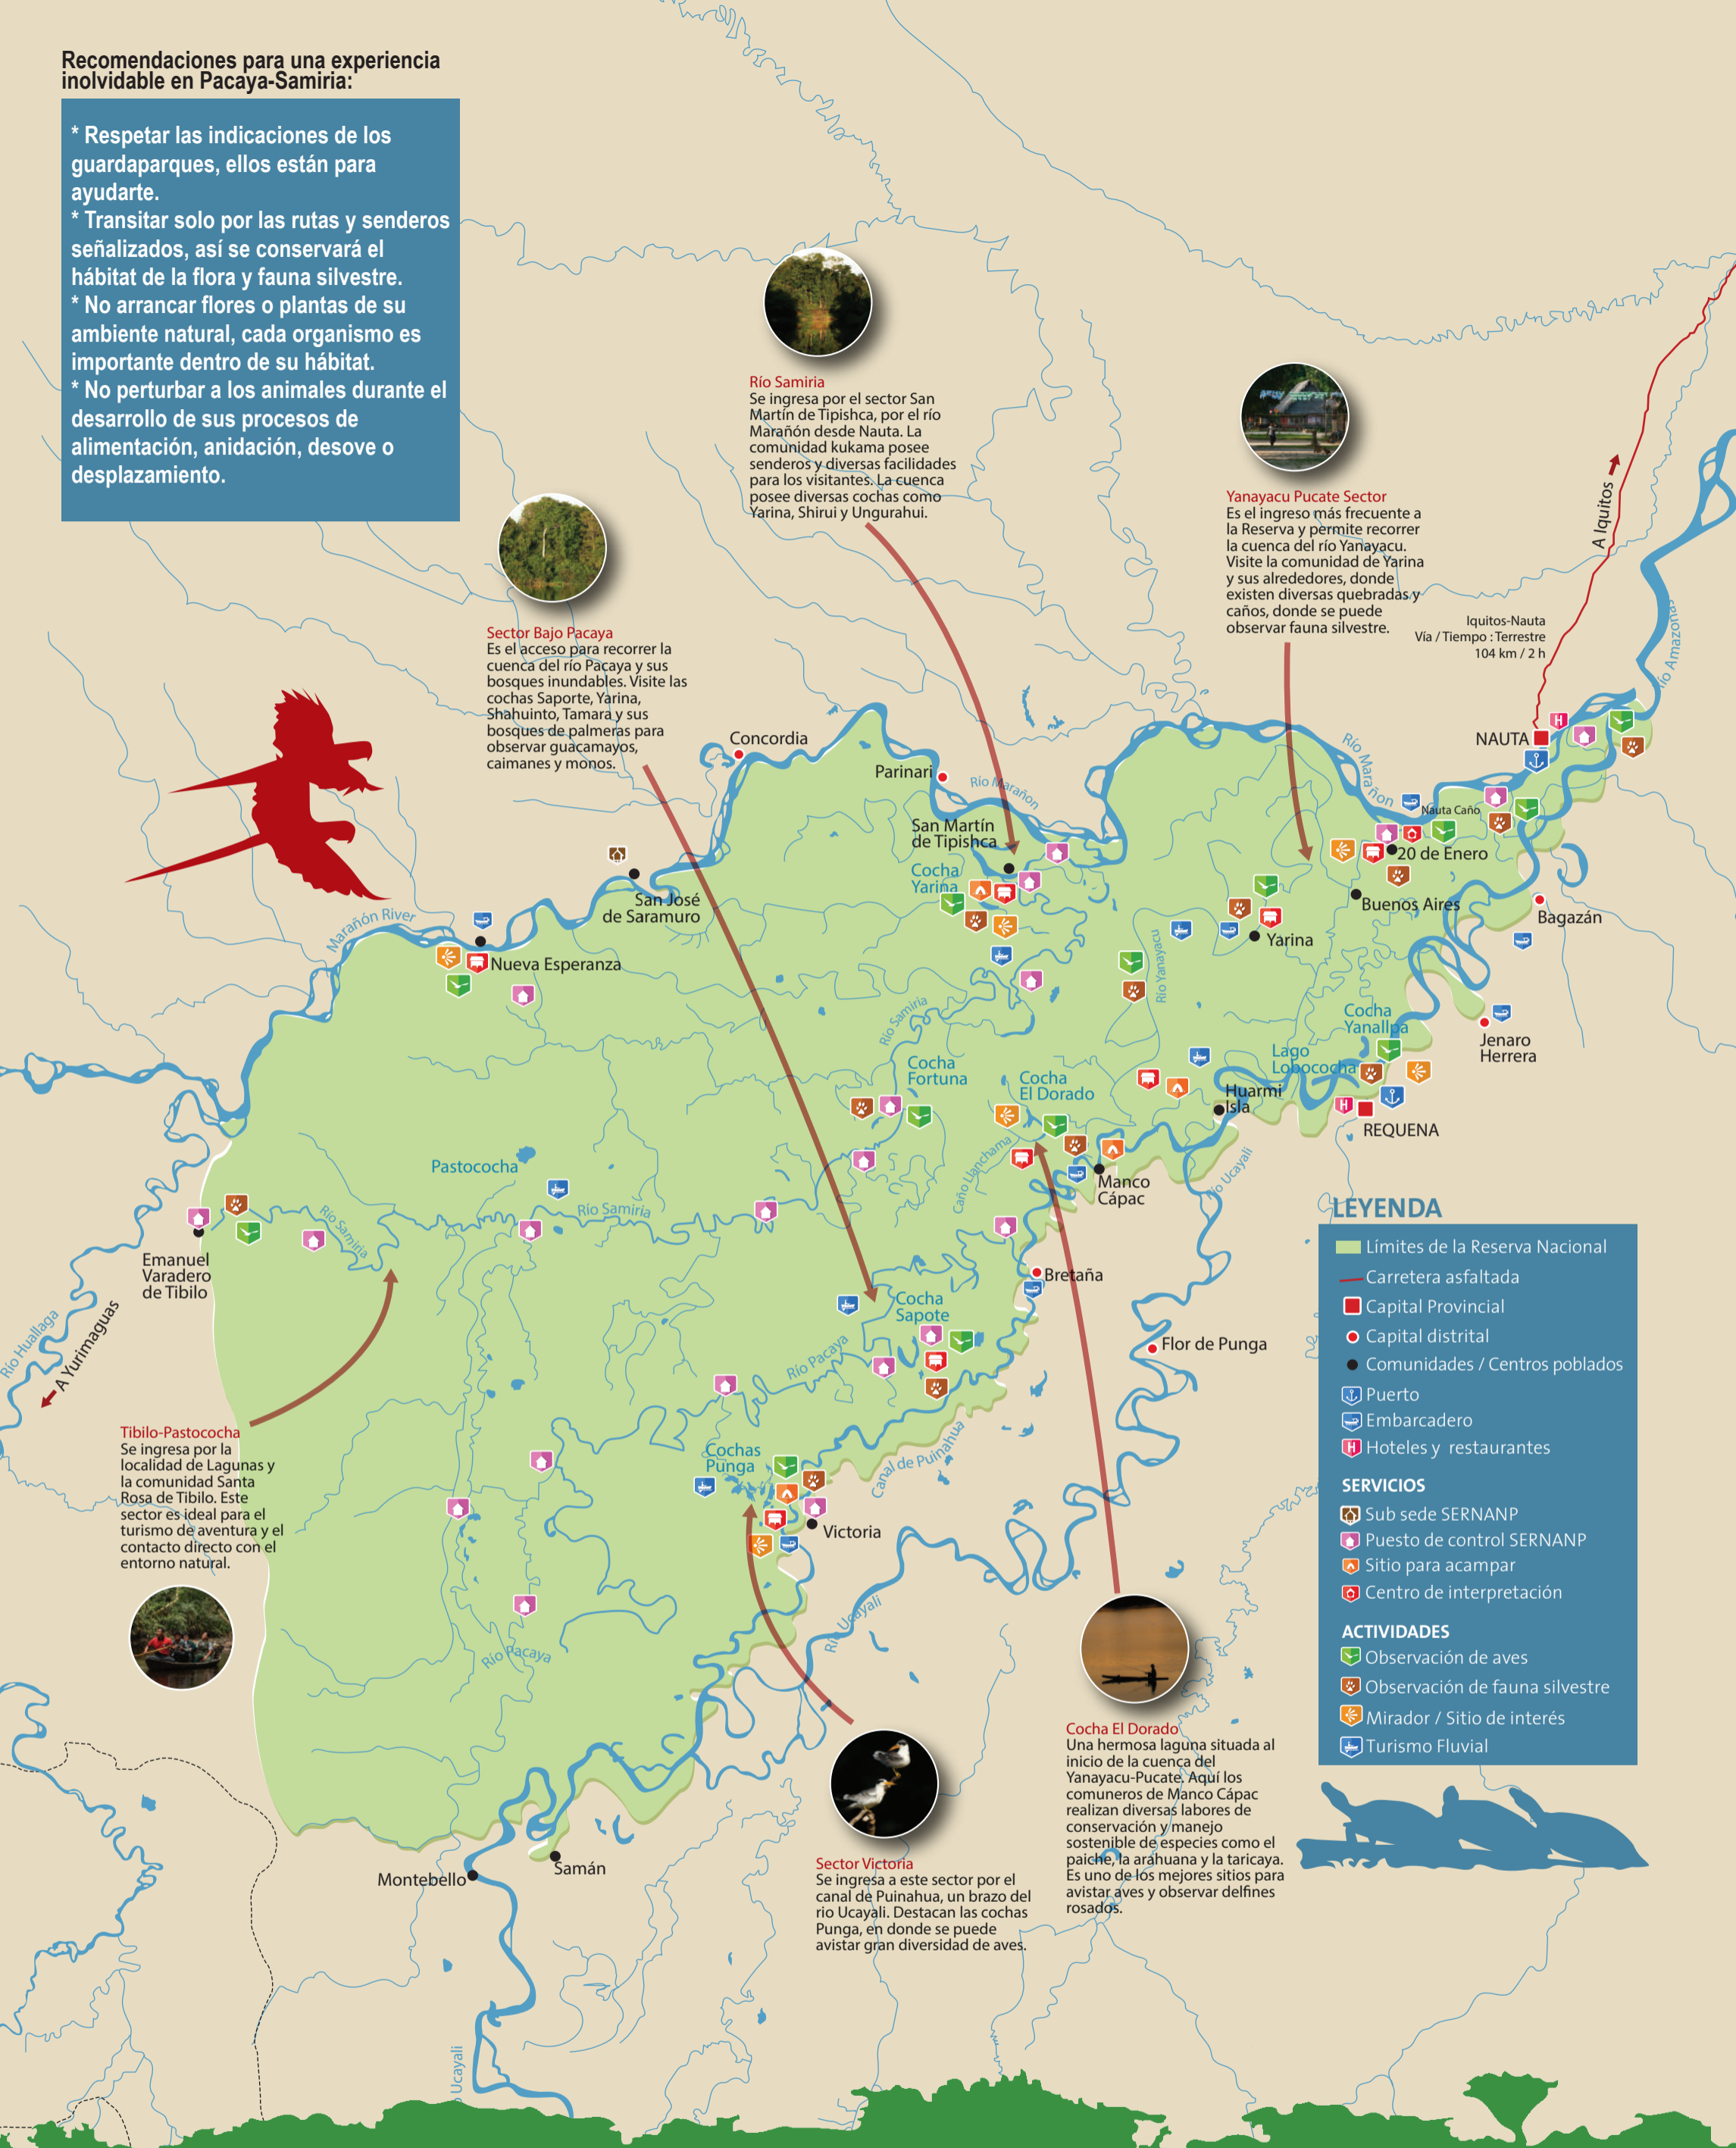 Recomendaciones para una experiencia
inolvidable en Pacaya-Samiria:
* Respetar las indicaciones de los
guardaparques, ellos están para
ayudarte.
* Transitar solo por las rutas y senderos
señalizados, así se conservará el
hábitat de la flora y fauna silvestre.
* No arrancar flores o plantas de su
ambiente natural, cada organismo es
importante dentro de su hábitat.
* No perturbar a los animales durante el
desarrollo de sus procesos de
alimentación, anidación, desove o
desplazamiento.
Río Samiria
Se ingresa por el sector San
Martín de Tipishca, por el río
Marañón desde Nauta. La
comunidad kukama posee
senderos y diversas facilidades
para los visitantes. La cuenca
posee diversas cochas como
Yarina, Shirui y Ungurahui.
Yanayacu Pucate Sector
Es el ingreso más frecuente a
la Reserva y permite recorrer
la cuenca del río Yanayacu.
Visite la comunidad de Yarina
y sus alrededores, donde
existen diversas quebradas y
caños, donde se puede
observar fauna silvestre.
A Iquitos
Iquitos-Nauta
Vía / Tiempo : Terrestre
104 km / 2 h
Río Amazonas
Sector Bajo Pacaya
Es el acceso para recorrer la
cuenca del río Pacaya y sus
bosques inundables. Visite las
cochas Saporte, Yarina,
Shahuinto, Tamara y sus
bosques de palmeras para
observar guacamayos,
caimanes y monos.
Concordia
Parinari
Río Marañon
Río Marañon
NAUTA
H
Nauta Caño
San Martín
de Tipishca
Cocha
Yarina
20 de Enero
Buenos Aires
Bagazán
San José
de Saramuro
Marañón River
Nueva Esperanza
Yarina
Río Yanayacu
Río Samiria
Cocha
Yanallpa
Jenaro
Herrera
Lago
Lobococha
Cocha
Fortuna
Cocha
El Dorado
Huarmi
Isla
H
REQUENA
Pastococha
Caño Llanchama
Manco
Cápac
Río Ucayali
Río Samiria
Río Samiria
Emanuel
Varadero
de Tibilo
Bretaña
Cocha
Sapote
Río Huallaga
A Yurimaguas
Río Pacaya
Flor de Punga
Tibilo-Pastococha
Se ingresa por la
localidad de Lagunas y
la comunidad Santa
Rosa de Tibilo. Este
sector es ideal para el
turismo de aventura y el
contacto directo con el
entorno natural.
Cochas
Punga
Canal de Puinahua
Victoria
Río Ucayali
Río Pacaya
LEYENDA
Límites de la Reserva Nacional
Carretera asfaltada
Capital Provincial
Capital distrital
Comunidades / Centros poblados
Puerto
Embarcadero
H Hoteles y restaurantes
SERVICIOS
Sub sede SERNANP
Puesto de control SERNANP
Sitio para acampar
Centro de interpretación
ACTIVIDADES
Observación de aves
Observación de fauna silvestre
Mirador / Sitio de interés
Turismo Fluvial
Cocha El Dorado
Una hermosa laguna situada al
inicio de la cuenca del
Yanayacu-Pucate. Aquí los
comuneros de Manco Cápac
realizan diversas labores de
conservación y manejo
sostenible de especies como el
paiche, la arahuana y la taricaya.
Es uno de los mejores sitios para
avistar aves y observar delfines
rosados.
Sector Victoria
Se ingresa a este sector por el
canal de Puinahua, un brazo del
rio Ucayali. Destacan las cochas
Punga, en donde se puede
avistar gran diversidad de aves.
Montebello
Samán
Ucayali